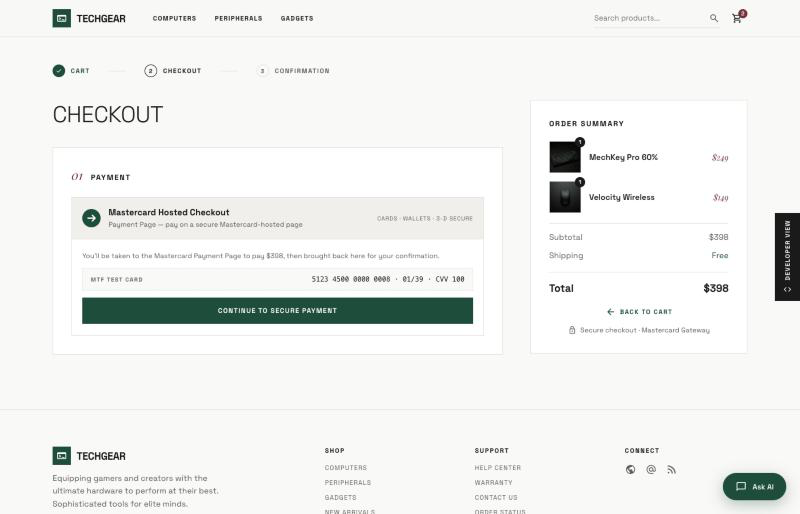 TECHGEAR
COMPUTERS PERIPHERALS GADGETS
Search products...
2
CART
2 CHECKOUT
3 CONFIRMATION
CHECKOUT
01 PAYMENT
Mastercard Hosted Checkout
Payment Page — pay on a secure Mastercard-hosted page
CARDS · WALLETS · 3-D SECURE
You'll be taken to the Mastercard Payment Page to pay $398, then brought back here for your confirmation.
MTF TEST CARD 5123 4500 0000 0008 · 01/39 · CVV 100
CONTINUE TO SECURE PAYMENT
ORDER SUMMARY
1
MechKey Pro 60% $249
1
Velocity Wireless $149
Subtotal $398
Shipping Free
Total $398
BACK TO CART
Secure checkout · Mastercard Gateway
DEVELOPER VIEW
TECHGEAR
Equipping gamers and creators with the
ultimate hardware to perform at their best.
Sophisticated tools for elite minds.
SHOP
COMPUTERS
PERIPHERALS
GADGETS
NEW ARRIVALS
SUPPORT
HELP CENTER
WARRANTY
CONTACT US
ORDER STATUS
CONNECT
Ask AI